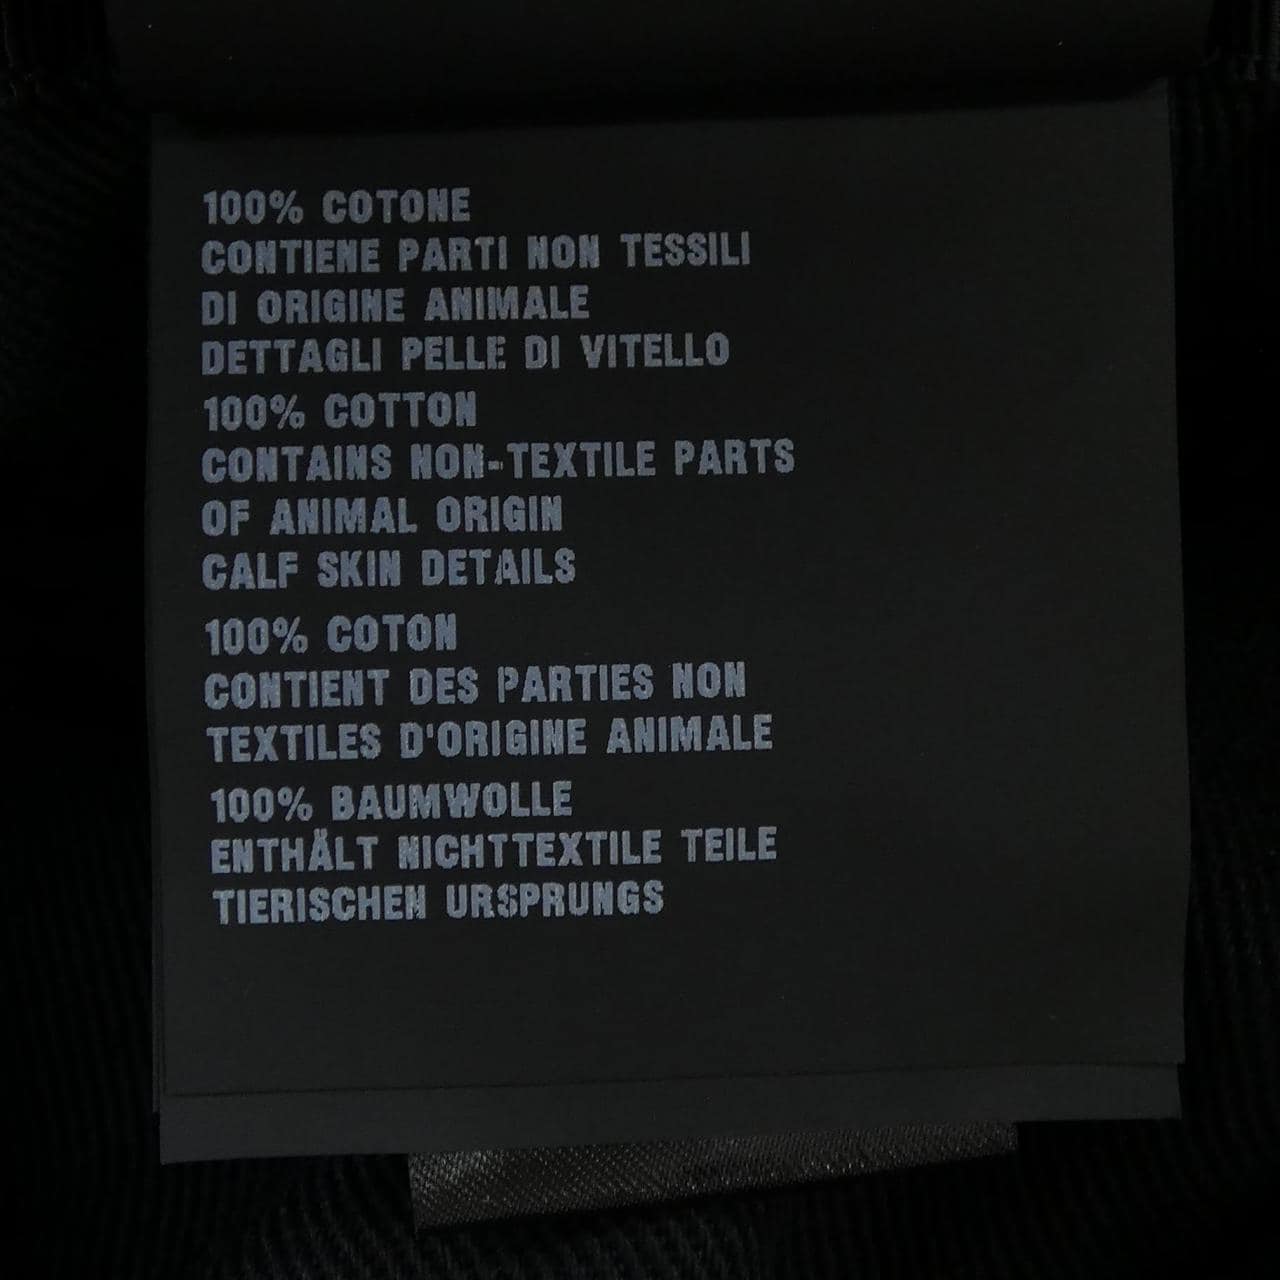 100% COTONE
CONTIENE PARTI NON TESSILI
DI ORIGINE ANIMALE
DETTAGLI PELLE DI VITELLO
100% COTTON
CONTAINS NON-TEXTILE PARTS
OF ANIMAL ORIGIN
CALF SKIN DETAILS
100% COTON
CONTIENT DES PARTIES NON
TEXTILES D'ORIGINE ANIMALE
100% BAUMWOLLE
ENTHÄLT NICHTTEXTILE TEILE
TIERISCHEN URSPRUNGS